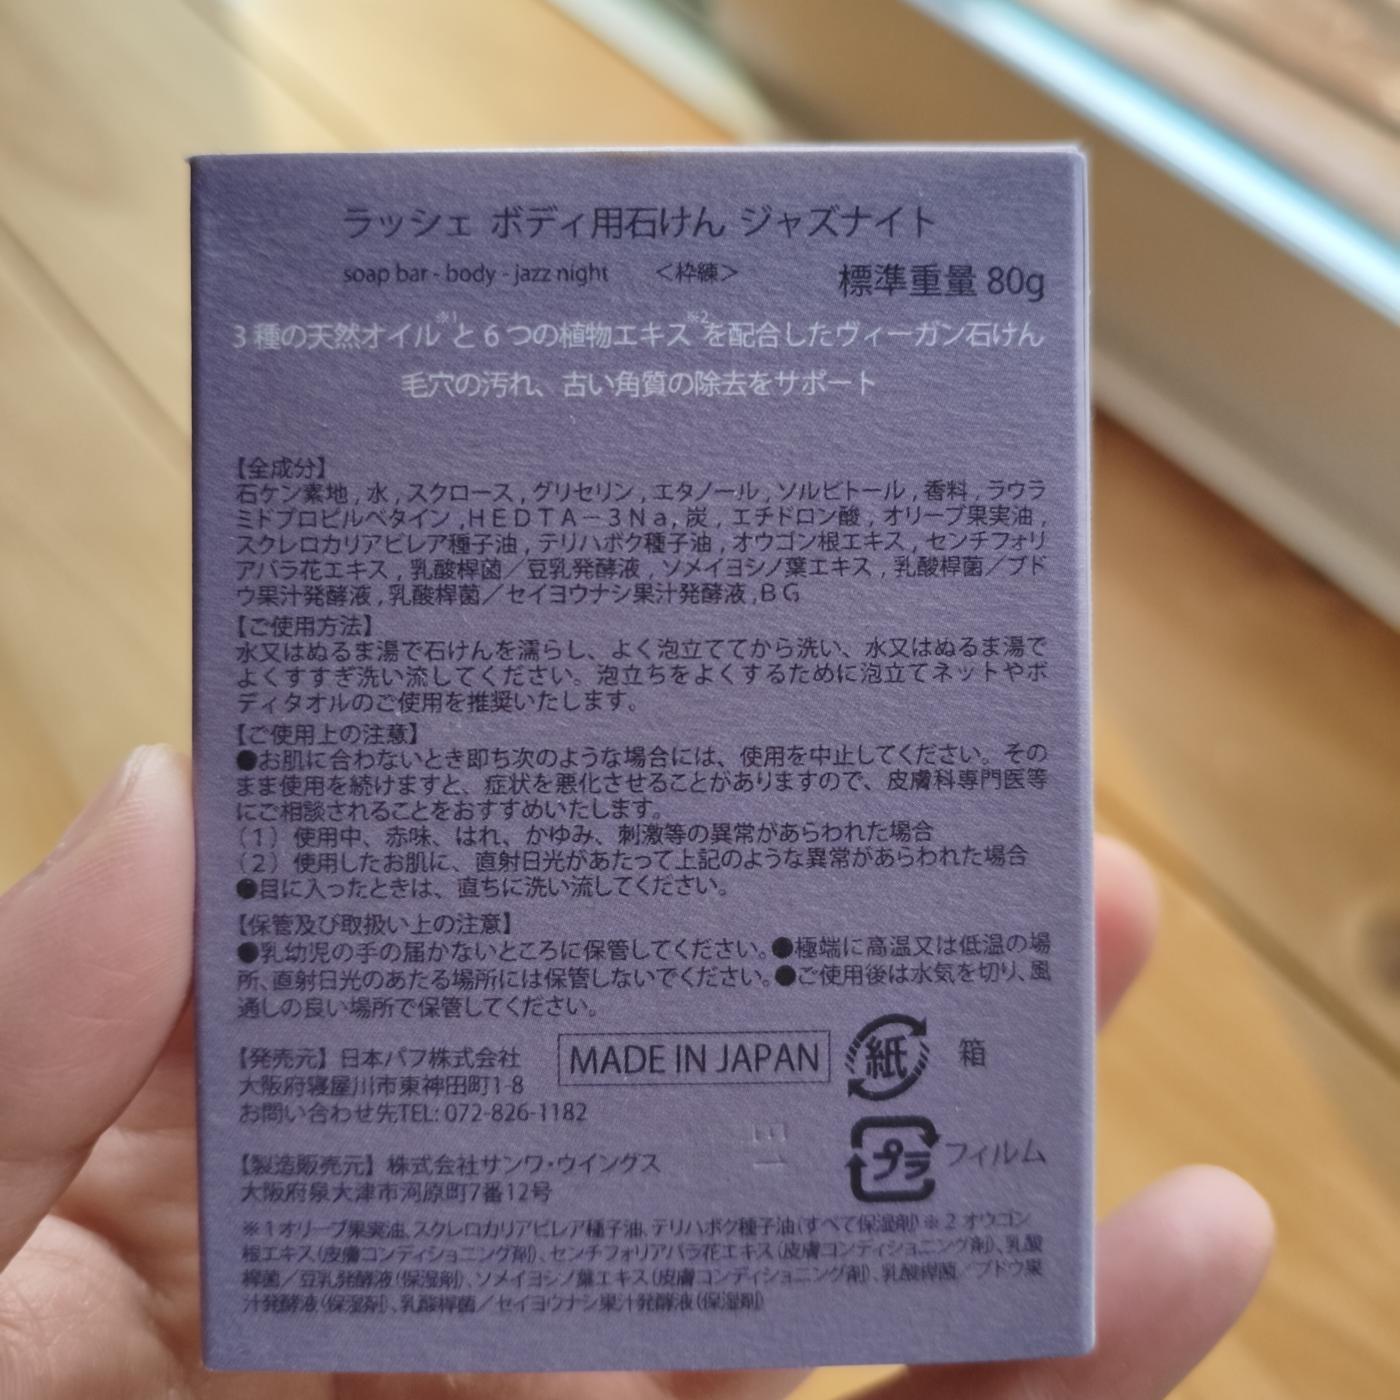 ラッシェ ボディ用石けん ジャズナイト
soap bar - body - jazz night <枠練>
標準重量 80g
3種の天然オイル※1と6つの植物エキス※2を配合したヴィーガン石けん
毛穴の汚れ、古い角質の除去をサポート
【全成分】
石ケン素地,水,スクロース,グリセリン,エタノール,ソルビトール,香料,ラウラ
ミドプロピルベタイン,HEDTA－3Na,炭,エチドロン酸,オリーブ果実油,
スクレロカリアビレア種子油,テリハボク種子油,オウゴン根エキス,センチフォリ
アバラ花エキス,乳酸桿菌／豆乳発酵液,ソメイヨシノ葉エキス,乳酸桿菌／ブド
ウ果汁発酵液,乳酸桿菌／セイヨウナシ果汁発酵液,BG
【ご使用方法】
水又はぬるま湯で石けんを濡らし、よく泡立ててから洗い、水又はぬるま湯で
よくすすぎ洗い流してください。泡立ちをよくするために泡立てネットやボ
ディタオルのご使用を推奨いたします。
【ご使用上の注意】
●お肌に合わないとき即ち次のような場合には、使用を中止してください。その
まま使用を続けますと、症状を悪化させることがありますので、皮膚科専門医等
にご相談されることをおすすめいたします。
(1) 使用中、赤味、はれ、かゆみ、刺激等の異常があらわれた場合
(2) 使用したお肌に、直射日光があたって上記のような異常があらわれた場合
●目に入ったときは、直ちに洗い流してください。
【保管及び取扱い上の注意】
●乳幼児の手の届かないところに保管してください。●極端に高温又は低温の場
所、直射日光のあたる場所には保管しないでください。●ご使用後は水気を切り、風
通しの良い場所で保管してください。
【発売元】日本パフ株式会社
大阪府寝屋川市東神田町1-8
お問い合わせ先TEL: 072-826-1182
MADE IN JAPAN
紙 箱
プラ フィルム
【製造販売元】株式会社サンワ・ウイングス
大阪府泉大津市河原町7番12号
※1オリーブ果実油、スクレロカリアビレア種子油、テリハボク種子油(すべて保湿剤)※2 オウゴン
根エキス(皮膚コンディショニング剤)、センチフォリアバラ花エキス(皮膚コンディショニング剤)、乳酸
桿菌／豆乳発酵液(保湿剤)、ソメイヨシノ葉エキス(皮膚コンディショニング剤)、乳酸桿菌／ブドウ果
汁発酵液(保湿剤)、乳酸桿菌／セイヨウナシ果汁発酵液(保湿剤)